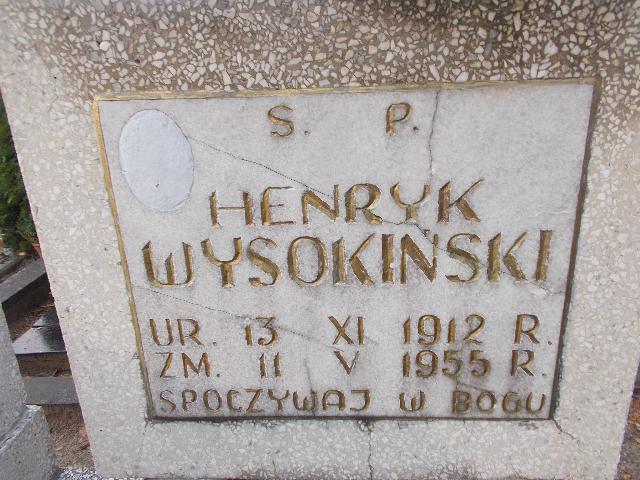 S. P.
HENRYK
WYSOKIŃSKI
UR. 13 XI 1912 R.
ZM. 11 V 1955 R.
SPOCZYWAJ W BOGU